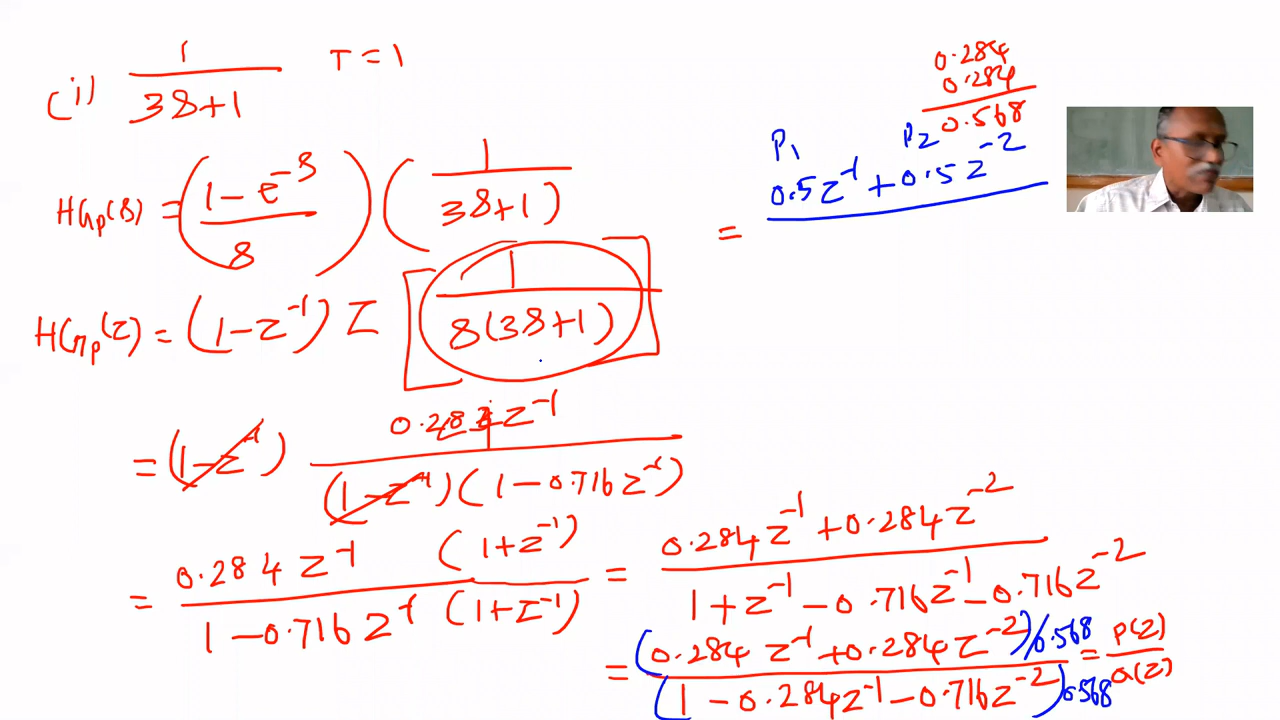 (i) 1/(3s+1) T = 1
HGp(s) = ((1 - e^-s)/s) (1/(3s+1))
HGp(z) = (1 - z^-1) Z [1/(s(3s+1))]
= (1 - z^-1) 0.284 z^-1/((1 - z^-1)(1 - 0.716 z^-1))
= 0.284 z^-1 (1 + z^-1)/(1 - 0.716 z^-1 (1 + z^-1))
= (0.284 z^-1 + 0.284 z^-2)/(1 + z^-1 - 0.716 z^-1 - 0.716 z^-2)
= (0.284 z^-1 + 0.284 z^-2)/0.568 / (1 - 0.284 z^-1 - 0.716 z^-2) 0.568 = P(z)/Q(z)
0.284
0.284
0.568
P1 P2
= 0.5 z^-1 + 0.5 z^-2